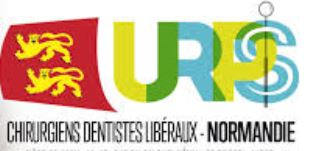 URPS
CHIRURGIENS DENTISTES LIBÉRAUX - NORMANDIE